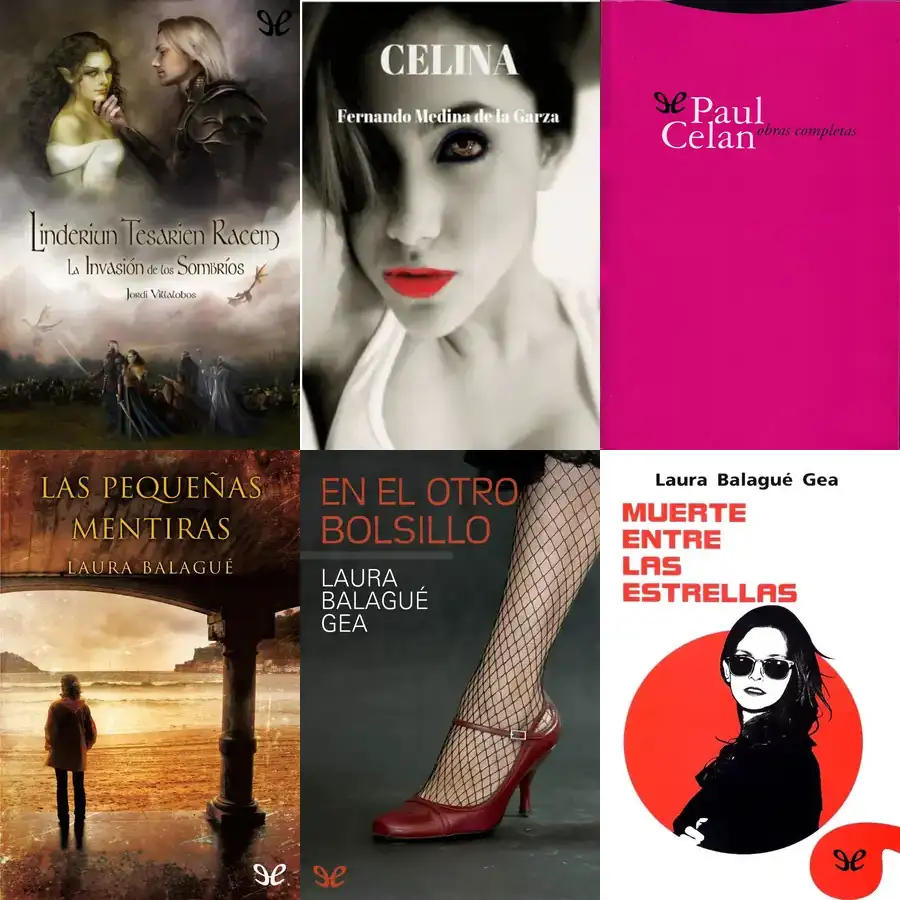 Linderiun Tesarien Racem
La Invasión de los Sombríos
Jordi Villalobos
CELINA
Fernando Medina de la Garza
Paul
Celan obras completas
LAS PEQUEÑAS
MENTIRAS
LAURA BALAGUÉ
EN EL OTRO
BOLSILLO
LAURA
BALAGUÉ
GEA
Laura Balagué Gea
MUERTE
ENTRE
LAS
ESTRELLAS